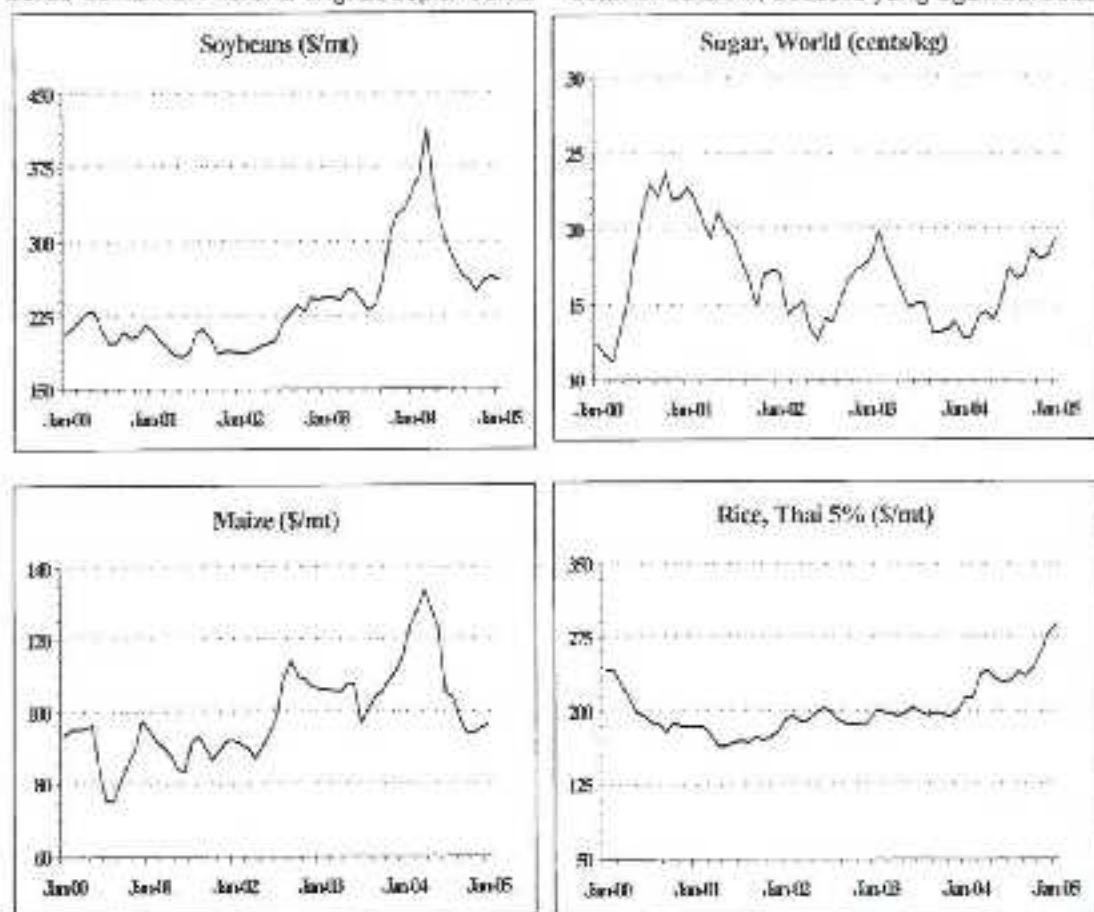 Soybeans ($/mt)
450
375
300
225
150
Jan-00 Jan-01 Jan-02 Jan-03 Jan-04 Jan-05
Sugar, World (cents/kg)
30
25
20
15
10
Jan-00 Jan-01 Jan-02 Jan-03 Jan-04 Jan-05
Maize ($/mt)
140
120
100
80
60
Jan-00 Jan-01 Jan-02 Jan-03 Jan-04 Jan-05
Rice, Thai 5% ($/mt)
350
275
200
125
50
Jan-00 Jan-01 Jan-02 Jan-03 Jan-04 Jan-05